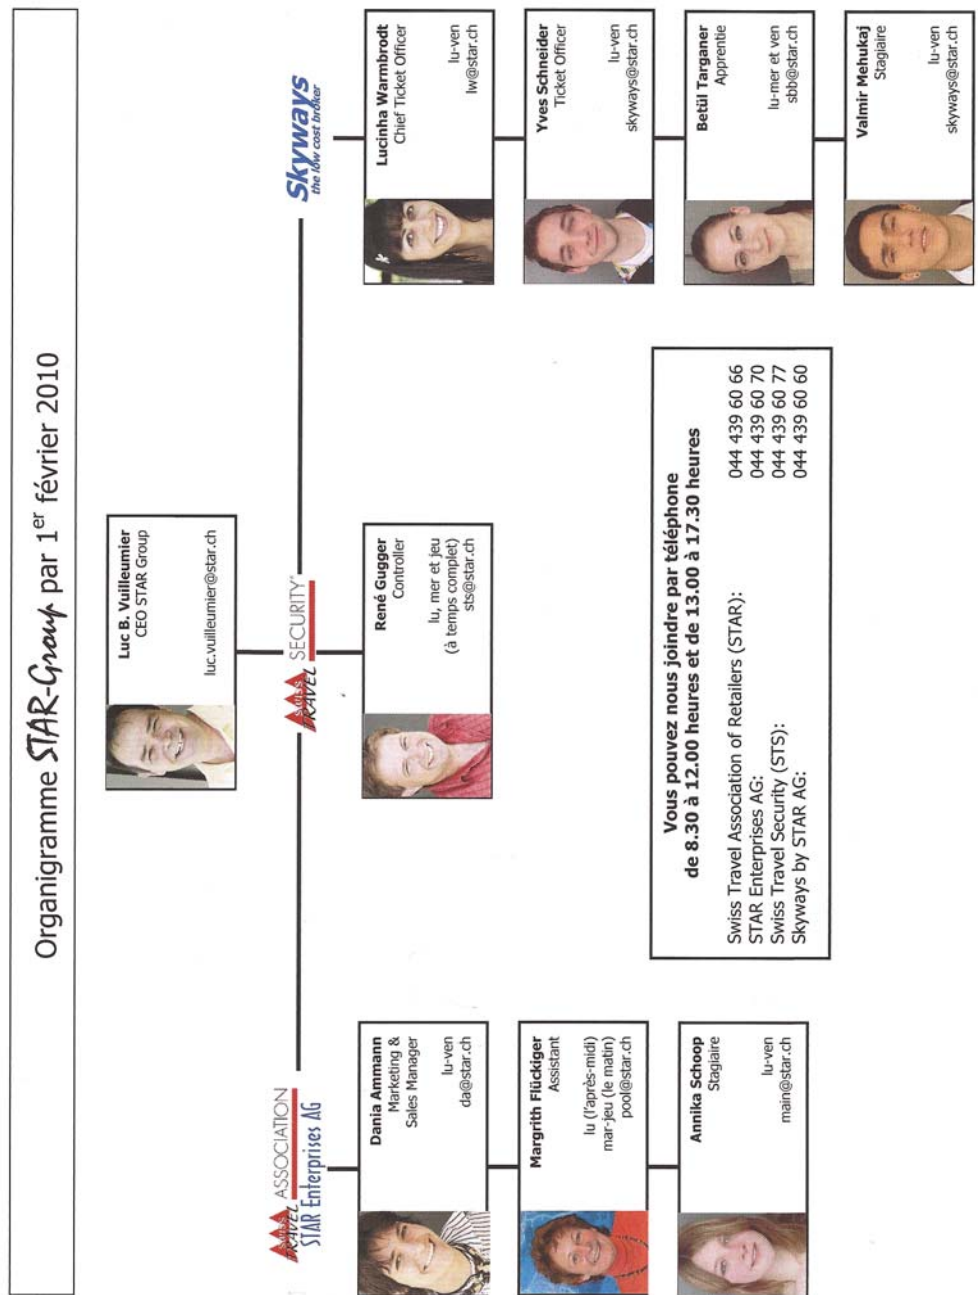 Organigramme STAR-Group par 1er février 2010
Luc B. Vuilleumier
CEO STAR Group
luc.vuilleumier@star.ch
SWISS
TRAVEL ASSOCIATION
STAR Enterprises AG
SWISS
TRAVEL SECURITY
Skyways
the low cost broker
Dania Ammann
Marketing &
Sales Manager
lu-ven
da@star.ch
Margrith Flückiger
Assistant
lu (l'après-midi)
mar-jeu (le matin)
pool@star.ch
Annika Schoop
Stagiaire
lu-ven
main@star.ch
René Gugger
Controller
lu, mer et jeu
(à temps complet)
sts@star.ch
Lucinha Warmbrodt
Chief Ticket Officer
lu-ven
lw@star.ch
Yves Schneider
Ticket Officer
lu-ven
skyways@star.ch
Betül Targaner
Apprentie
lu-mer et ven
sbb@star.ch
Valmir Mehukaj
Stagiaire
lu-ven
skyways@star.ch
Vous pouvez nous joindre par téléphone
de 8.30 à 12.00 heures et de 13.00 à 17.30 heures
Swiss Travel Association of Retailers (STAR): 044 439 60 66
STAR Enterprises AG: 044 439 60 70
Swiss Travel Security (STS): 044 439 60 77
Skyways by STAR AG: 044 439 60 60